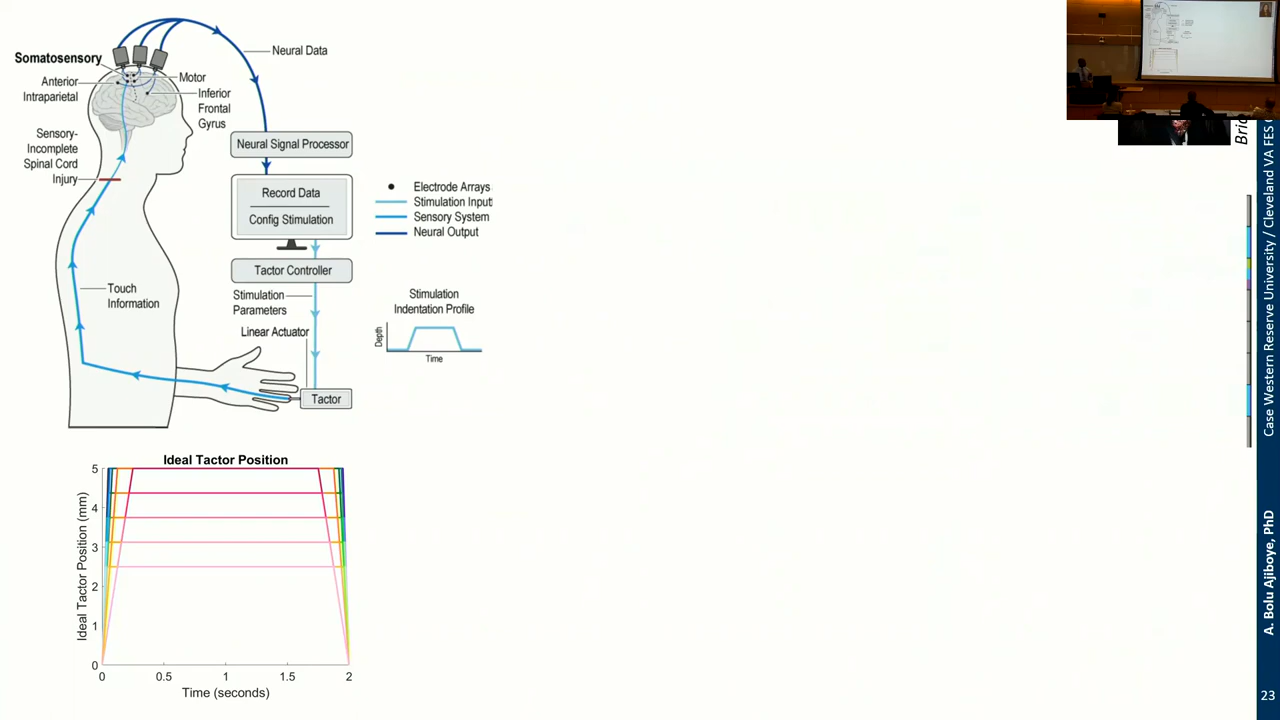 Somatosensory
Anterior
Intraparietal
Motor
Inferior
Frontal
Gyrus
Neural Data
Sensory-
Incomplete
Spinal Cord
Injury
Neural Signal Processor
Record Data
Config Stimulation
Electrode Arrays
Stimulation Input
Sensory System
Neural Output
Tactor Controller
Stimulation
Parameters
Linear Actuator
Touch
Information
Tactor
Stimulation
Indentation Profile
Depth
Time
Ideal Tactor Position
Ideal Tactor Position (mm)
5
4
3
2
1
0
0
0.5
1
1.5
2
Time (seconds)
Case Western Reserve University / Cleveland VA FES
A. Bolu Ajiboye, PhD
23